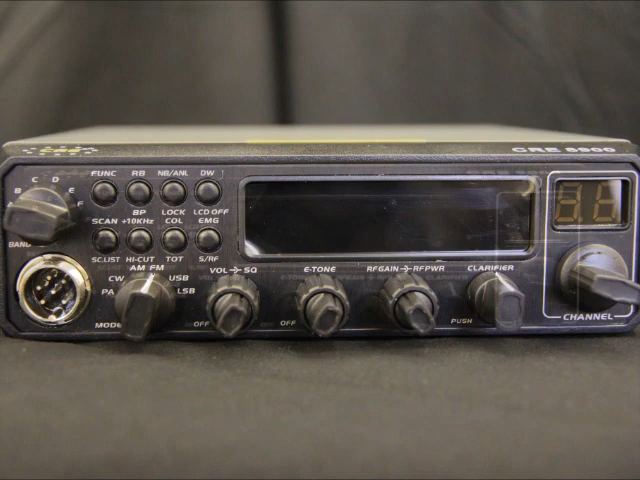 CRE
CRE 8900
FUNC RB NB/ANL DW
BP LOCK LCD OFF
SCAN +10KHz COL EMG
SC.LIST HI-CUT TOT S/RF
A B C D E F
BAND
CW AM FM USB
PA LSB
MODE
VOL SQ
OFF
E-TONE
OFF
RFGAIN RFPWR
CLARIFIER
PUSH
CHANNEL